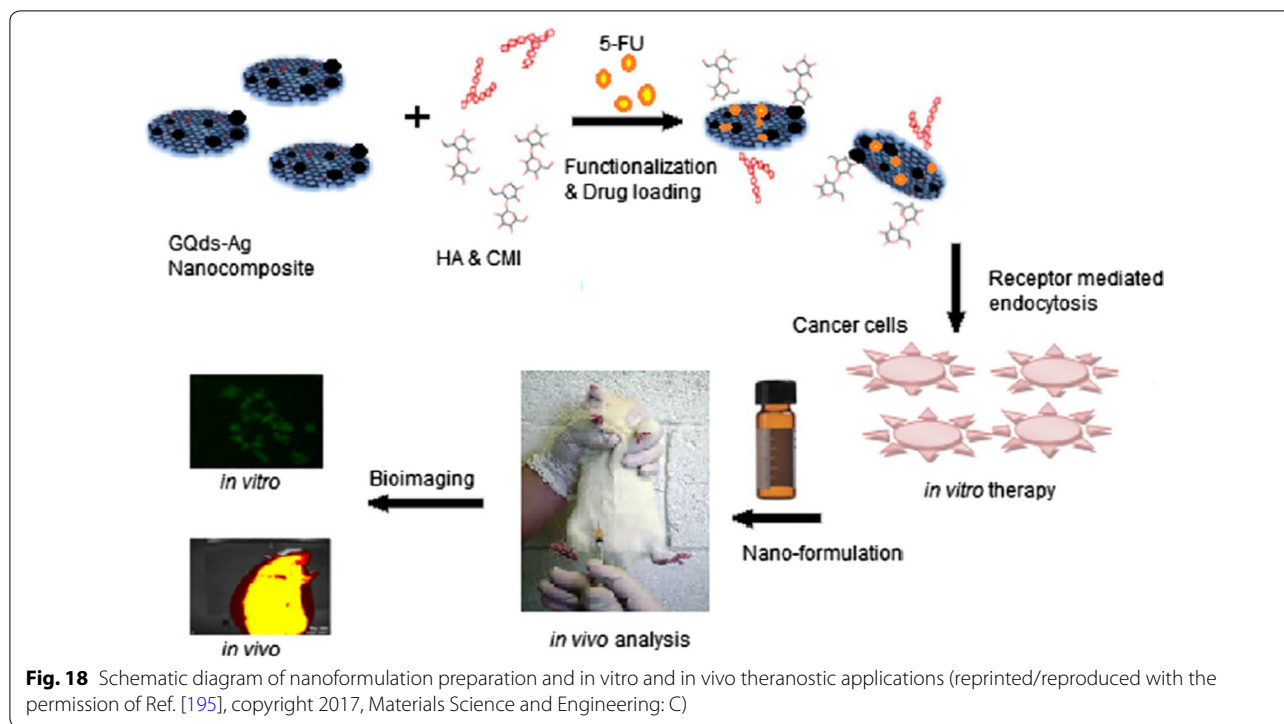 5-FU
+
Functionalization
& Drug loading
GQds-Ag
Nanocomposite
HA & CMI
Receptor mediated
endocytosis
Cancer cells
in vitro therapy
Nano-formulation
in vivo analysis
Bioimaging
in vitro
in vivo
Fig. 18 Schematic diagram of nanoformulation preparation and in vitro and in vivo theranostic applications (reprinted/reproduced with the
permission of Ref. [195], copyright 2017, Materials Science and Engineering: C)